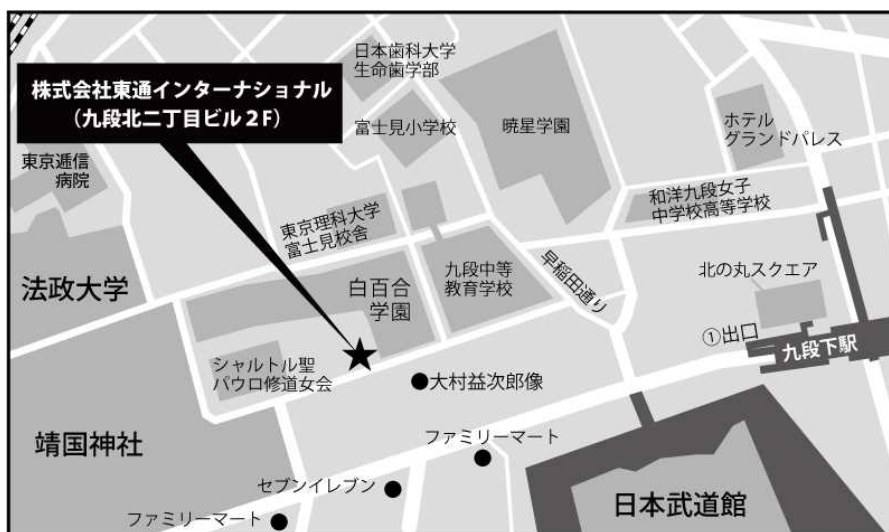 日本歯科大学
生命歯学部
株式会社東通インターナショナル
（九段北二丁目ビル２F）
富士見小学校
暁星学園
ホテル
グランドパレス
東京逓信
病院
東京理科大学
富士見校舎
和洋九段女子
中学校高等学校
法政大学
白百合
学園
九段中等
教育学校
早稲田通り
北の丸スクエア
①出口
九段下駅
シャルトル聖
パウロ修道女会
大村益次郎像
靖国神社
ファミリーマート
セブンイレブン
日本武道館
ファミリーマート